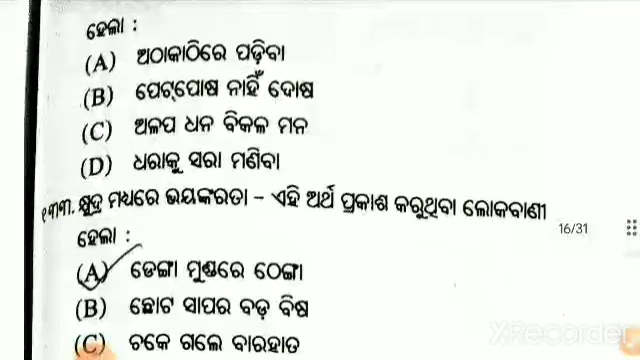 ହେଲା :
(A) ଅଠାକାଠିରେ ପଡ଼ିବା
(B) ପେଟ୍‌ପୋଷ ନାହିଁ ଦୋଷ
(C) ଅଳପ ଧନ ବିକଳ ମନ
(D) ଧରାକୁ ସରା ମଣିବା
୧୩୩. କ୍ଷୁଦ୍ର ମଧ୍ୟରେ ଭୟଙ୍କରତା – ଏହି ଅର୍ଥ ପ୍ରକାଶ କରୁଥିବା ଲୋକବାଣୀ
16/31
ହେଲା :
(A) ଡେଙ୍ଗା ମୁଣ୍ଡରେ ଠେଙ୍ଗା
(B) ଛୋଟ ସାପର ବଡ଼ ବିଷ
(C) ଚକେ ଗଲେ ବାରହାତ
XRecorder